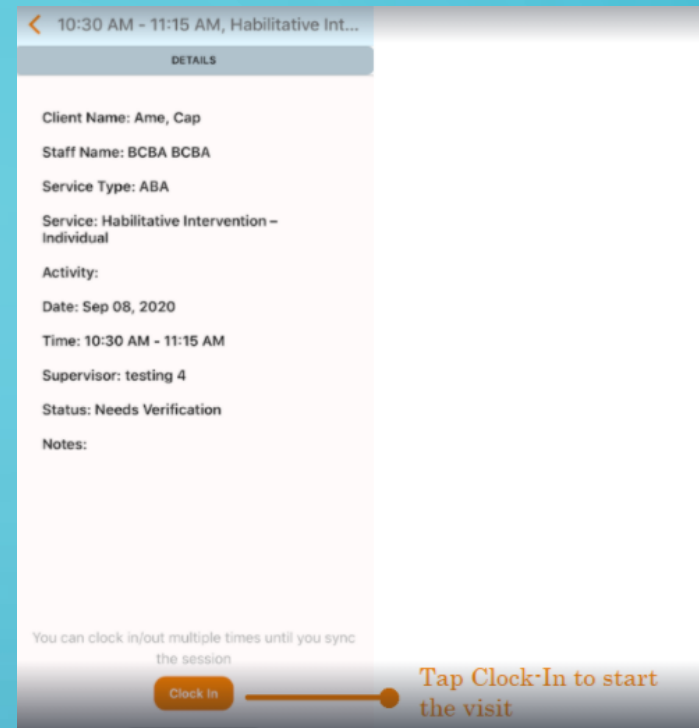 10:30 AM - 11:15 AM, Habilitative Int...
DETAILS
Client Name: Ame, Cap
Staff Name: BCBA BCBA
Service Type: ABA
Service: Habilitative Intervention –
Individual
Activity:
Date: Sep 08, 2020
Time: 10:30 AM - 11:15 AM
Supervisor: testing 4
Status: Needs Verification
Notes:
You can clock in/out multiple times until you sync
the session
Clock In
Tap Clock-In to start
the visit